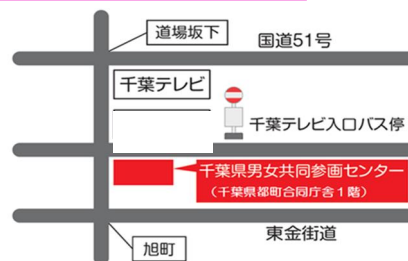 道場坂下
国道51号
千葉テレビ
千葉テレビ入口バス停
千葉県男女共同参画センター
（千葉県都町合同庁舎1階）
東金街道
旭町